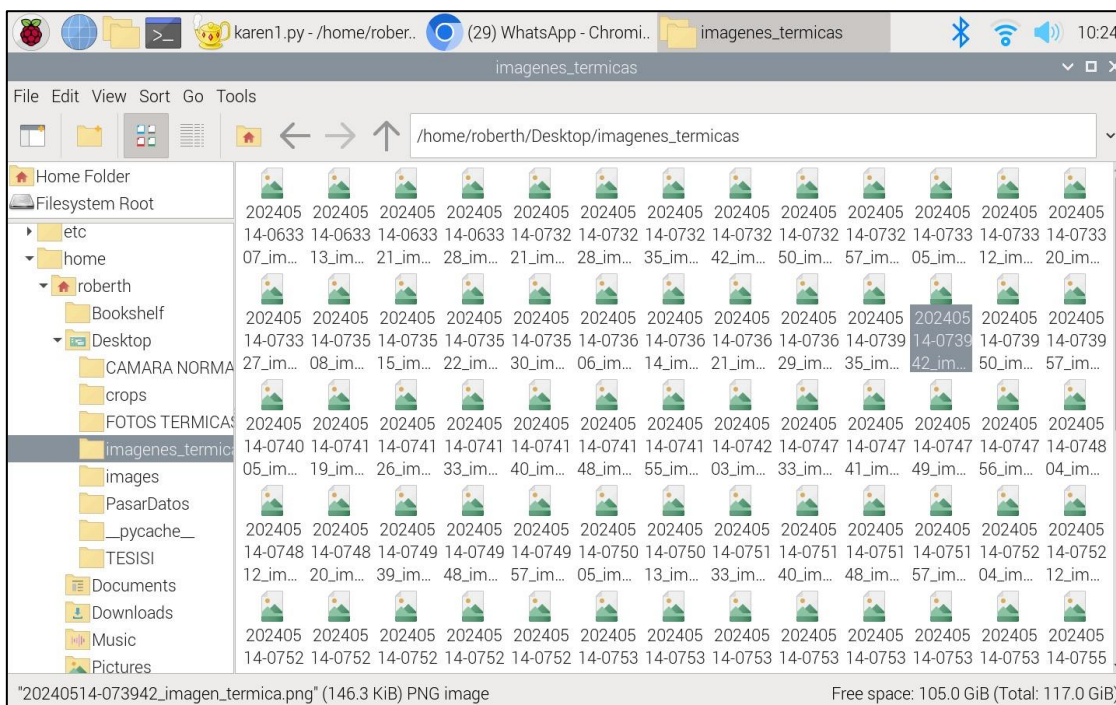 karen1.py - /home/rober.. (29) WhatsApp - Chromi.. imagenes_termicas 10:24
imagenes_termicas
File Edit View Sort Go Tools
/home/roberth/Desktop/imagenes_termicas
Home Folder
Filesystem Root
etc
home
roberth
Bookshelf
Desktop
CAMARA NORMA
crops
FOTOS TERMICAS
imagenes_termic
images
PasarDatos
__pycache__
TESISI
Documents
Downloads
Music
Pictures
202405 202405 202405 202405 202405 202405 202405 202405 202405 202405 202405 202405 202405
14-0633 14-0633 14-0633 14-0633 14-0732 14-0732 14-0732 14-0732 14-0732 14-0732 14-0733 14-0733 14-0733
07_im... 13_im... 21_im... 28_im... 21_im... 28_im... 35_im... 42_im... 50_im... 57_im... 05_im... 12_im... 20_im...
202405 202405 202405 202405 202405 202405 202405 202405 202405 202405 202405 202405 202405
14-0733 14-0735 14-0735 14-0735 14-0735 14-0736 14-0736 14-0736 14-0736 14-0739 14-0739 14-0739 14-0739
27_im... 08_im... 15_im... 22_im... 30_im... 06_im... 14_im... 21_im... 29_im... 35_im... 42_im... 50_im... 57_im...
202405 202405 202405 202405 202405 202405 202405 202405 202405 202405 202405 202405 202405
14-0740 14-0741 14-0741 14-0741 14-0741 14-0741 14-0741 14-0742 14-0747 14-0747 14-0747 14-0747 14-0748
05_im... 19_im... 26_im... 33_im... 40_im... 48_im... 55_im... 03_im... 33_im... 41_im... 49_im... 56_im... 04_im...
202405 202405 202405 202405 202405 202405 202405 202405 202405 202405 202405 202405 202405
14-0748 14-0748 14-0749 14-0749 14-0749 14-0750 14-0750 14-0751 14-0751 14-0751 14-0751 14-0752 14-0752
12_im... 20_im... 39_im... 48_im... 57_im... 05_im... 13_im... 33_im... 40_im... 48_im... 57_im... 04_im... 12_im...
202405 202405 202405 202405 202405 202405 202405 202405 202405 202405 202405 202405 202405
14-0752 14-0752 14-0752 14-0752 14-0752 14-0753 14-0753 14-0753 14-0753 14-0753 14-0753 14-0753 14-0755
"20240514-073942_imagen_termica.png" (146.3 KiB) PNG image Free space: 105.0 GiB (Total: 117.0 GiB)